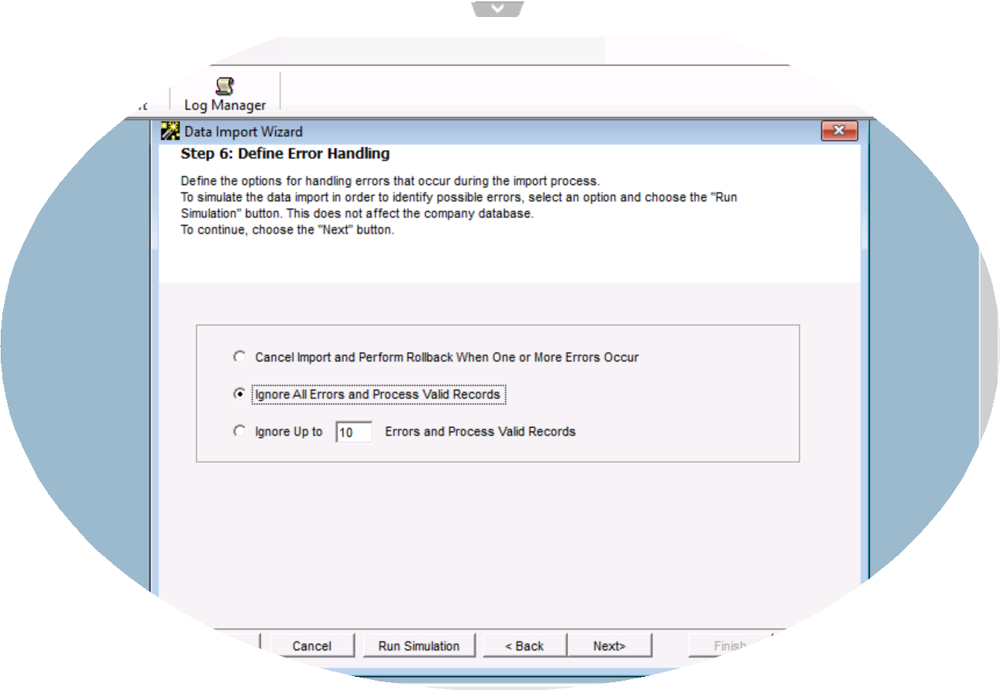 Log Manager
Data Import Wizard
Step 6: Define Error Handling
Define the options for handling errors that occur during the import process.
To simulate the data import in order to identify possible errors, select an option and choose the "Run
Simulation" button. This does not affect the company database.
To continue, choose the "Next" button.
Cancel Import and Perform Rollback When One or More Errors Occur
Ignore All Errors and Process Valid Records
Ignore Up to 10 Errors and Process Valid Records
Cancel Run Simulation < Back Next> Finish